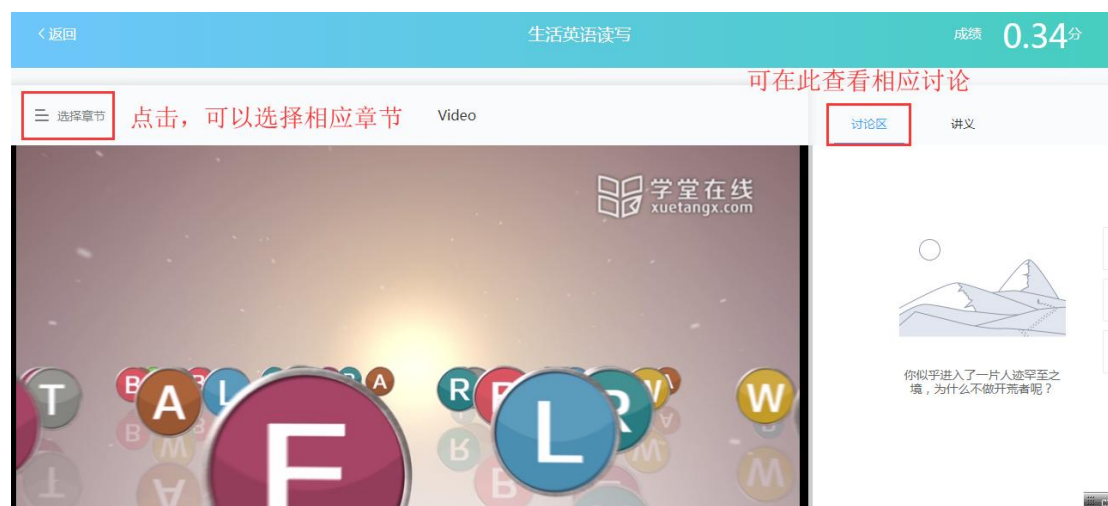 <返回
生活英语读写
成绩 0.34分
可在此查看相应讨论
选择章节
点击，可以选择相应章节
Video
讨论区
讲义
学堂在线
xuetangx.com
T B A L B B R A A R R L R V W
F
你似乎进入了一片人迹罕至之
境，为什么不做开荒者呢？